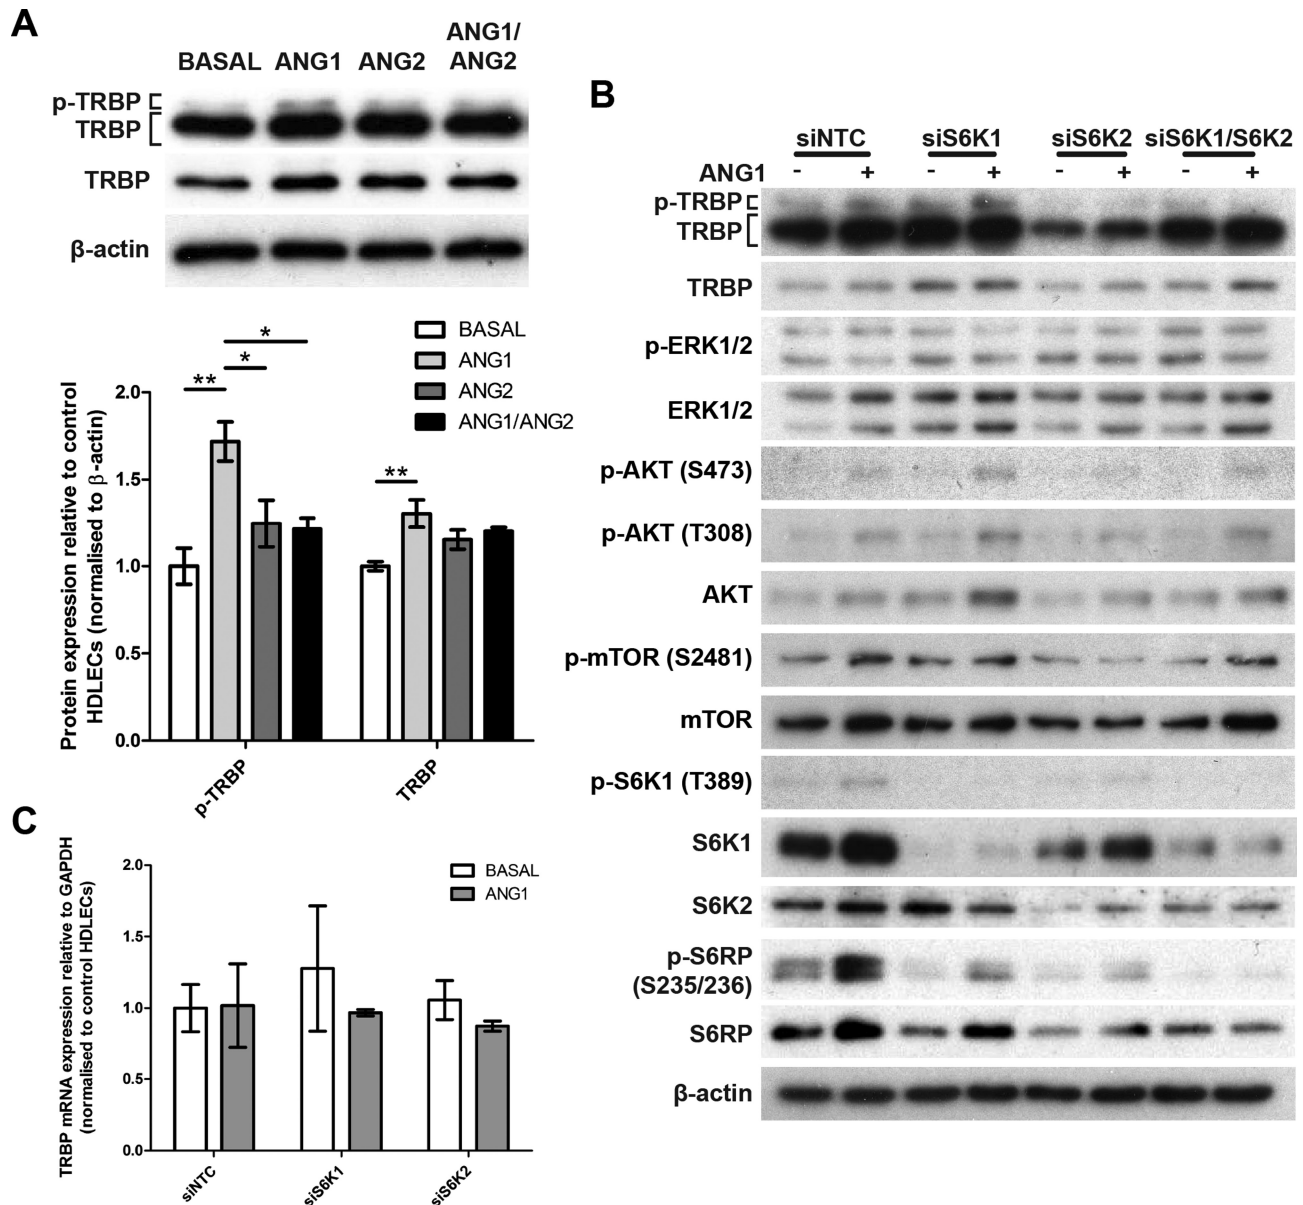 A
BASAL ANG1 ANG2 ANG1/
ANG2
p-TRBP
TRBP
TRBP
β-actin
BASAL
ANG1
ANG2
ANG1/ANG2
**
*
*
**
Protein expression relative to control
HDLECs (normalised to β-actin)
2.0
1.5
1.0
0.5
0.0
p-TRBP
TRBP
B
siNTC siS6K1 siS6K2 siS6K1/S6K2
ANG1 - + - + - + - +
p-TRBP
TRBP
TRBP
p-ERK1/2
ERK1/2
p-AKT (S473)
p-AKT (T308)
AKT
p-mTOR (S2481)
mTOR
p-S6K1 (T389)
S6K1
S6K2
p-S6RP
(S235/236)
S6RP
β-actin
C
TRBP mRNA expression relative to GAPDH
(normalised to control HDLECs)
2.0
1.5
1.0
0.5
0.0
BASAL
ANG1
siNTC
siS6K1
siS6K2